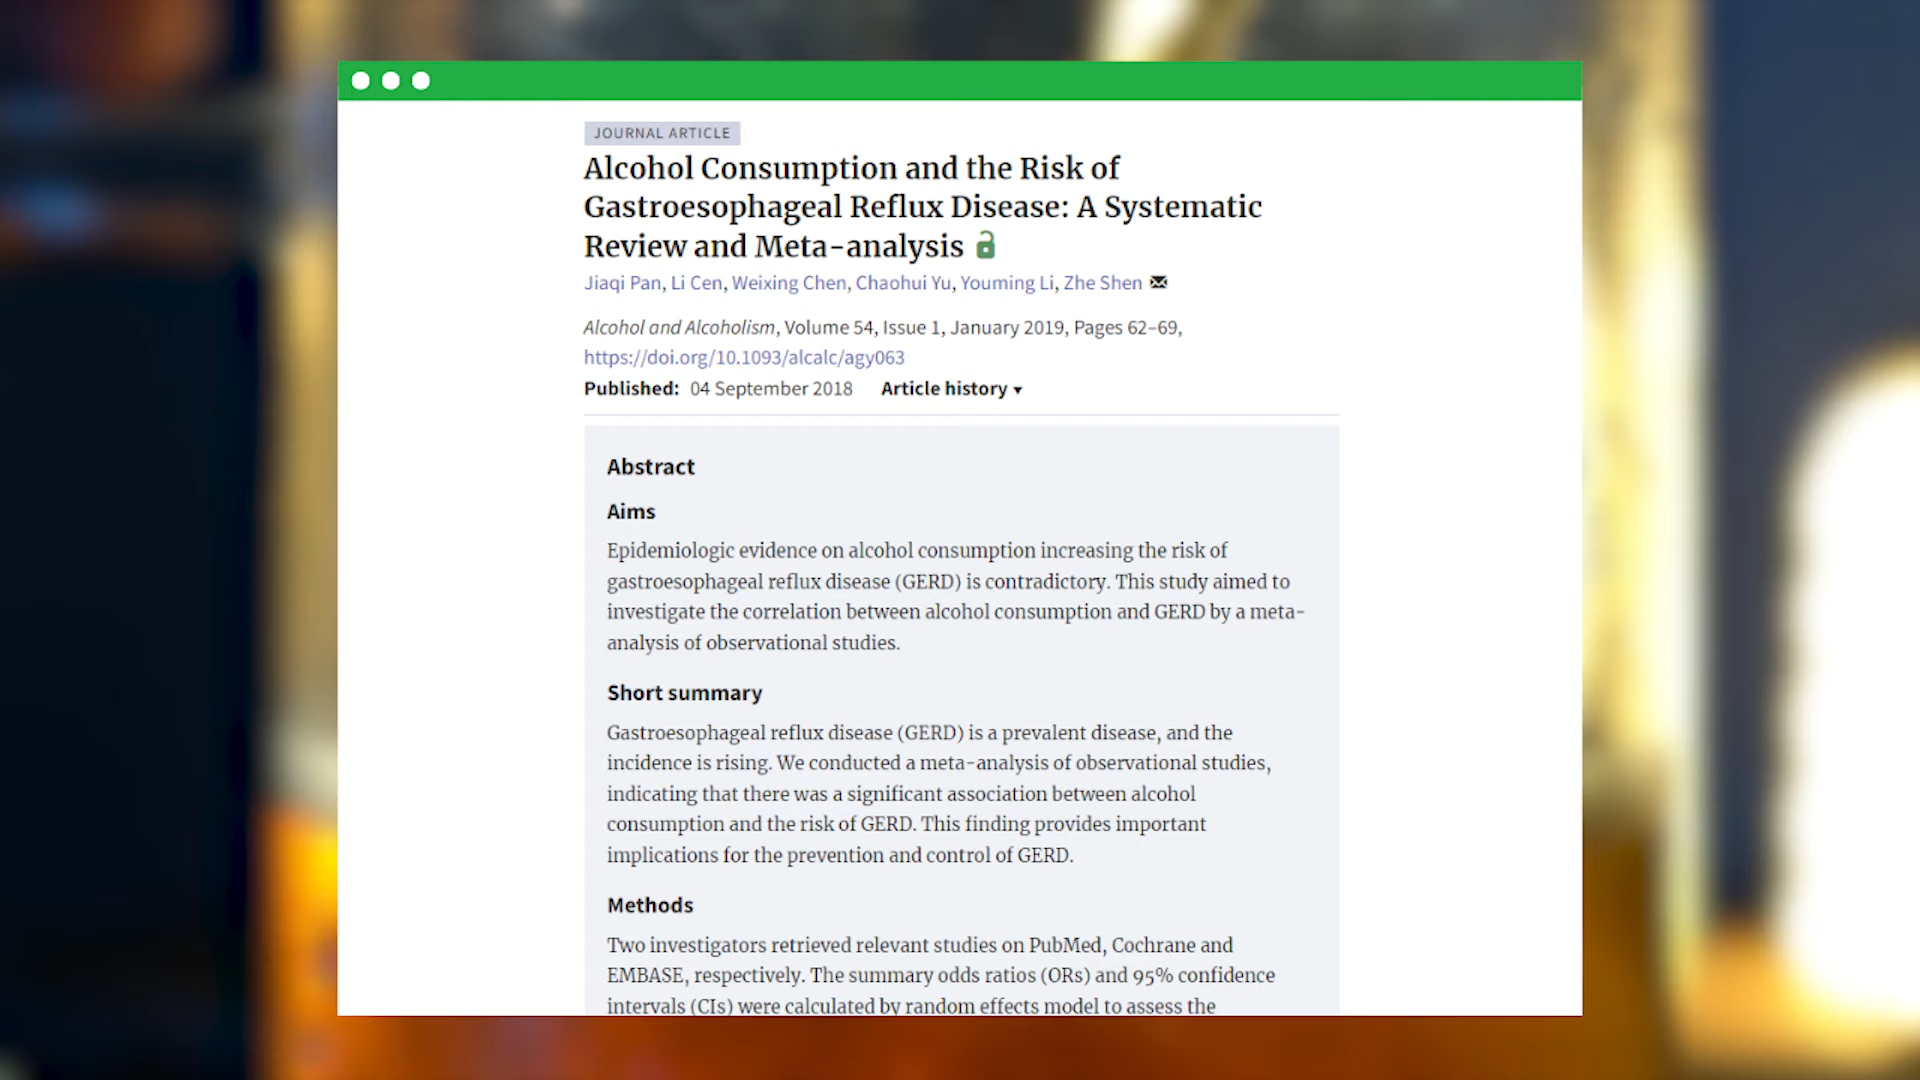 JOURNAL ARTICLE
Alcohol Consumption and the Risk of
Gastroesophageal Reflux Disease: A Systematic
Review and Meta-analysis
Jiaqi Pan, Li Cen, Weixing Chen, Chaohui Yu, Youming Li, Zhe Shen
Alcohol and Alcoholism, Volume 54, Issue 1, January 2019, Pages 62–69,
https://doi.org/10.1093/alcalc/agy063
Published: 04 September 2018 Article history
Abstract
Aims
Epidemiologic evidence on alcohol consumption increasing the risk of
gastroesophageal reflux disease (GERD) is contradictory. This study aimed to
investigate the correlation between alcohol consumption and GERD by a meta-
analysis of observational studies.
Short summary
Gastroesophageal reflux disease (GERD) is a prevalent disease, and the
incidence is rising. We conducted a meta-analysis of observational studies,
indicating that there was a significant association between alcohol
consumption and the risk of GERD. This finding provides important
implications for the prevention and control of GERD.
Methods
Two investigators retrieved relevant studies on PubMed, Cochrane and
EMBASE, respectively. The summary odds ratios (ORs) and 95% confidence
intervals (CIs) were calculated by random effects model to assess the